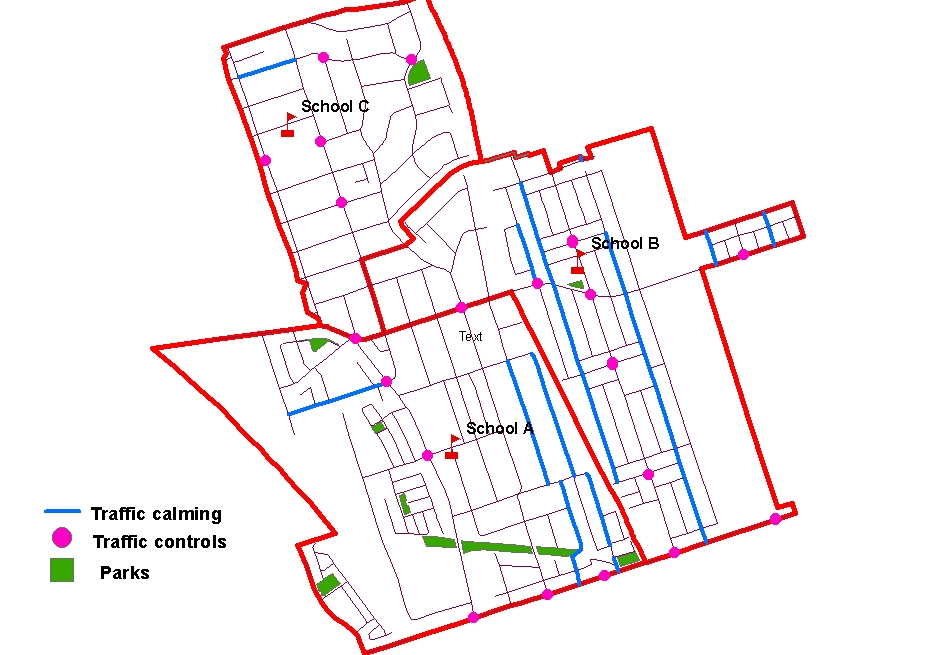 School C
School B
Text
School A
Traffic calming
Traffic controls
Parks